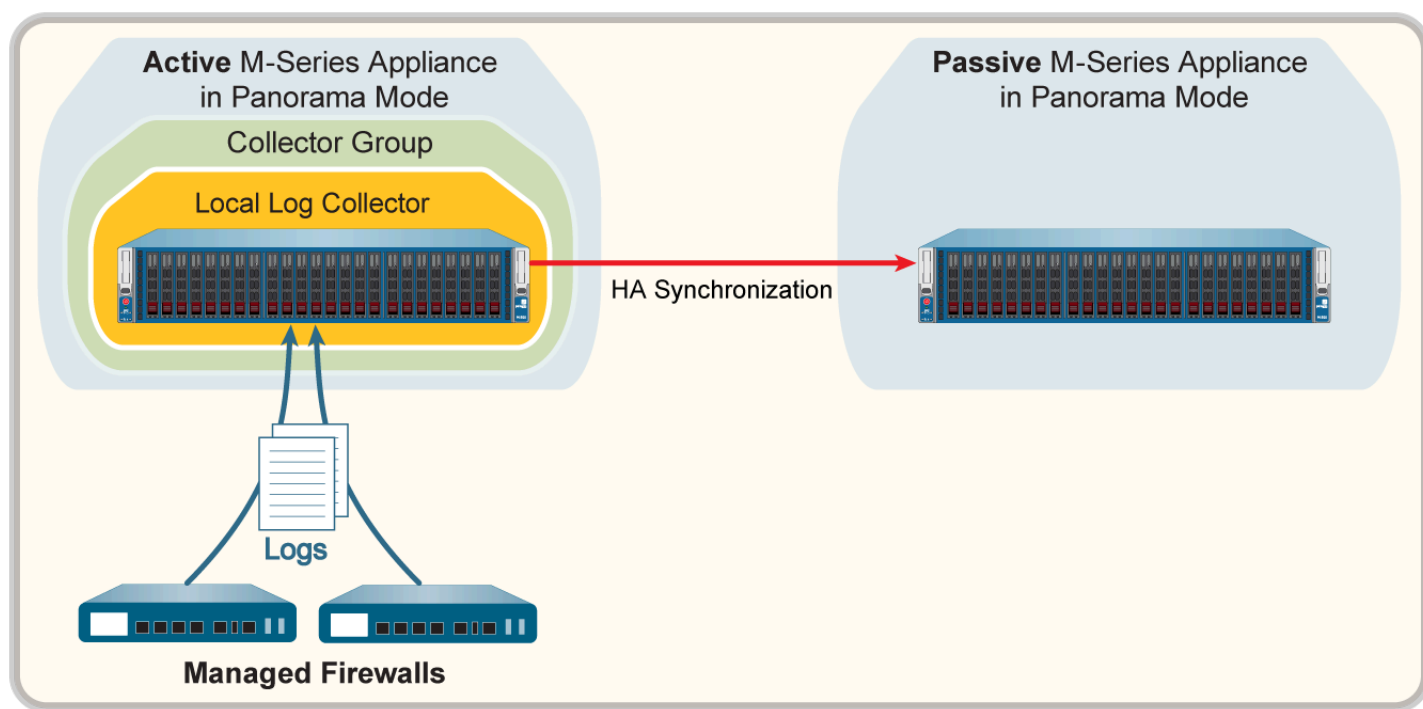 Active M-Series Appliance
in Panorama Mode
Collector Group
Local Log Collector
Passive M-Series Appliance
in Panorama Mode
HA Synchronization
Logs
Managed Firewalls